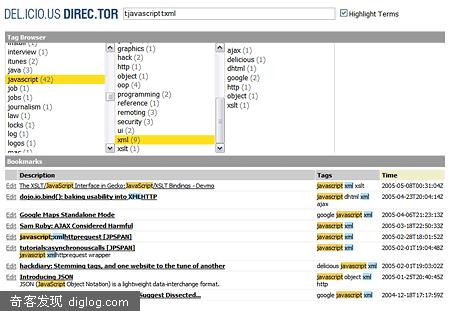 DEL.ICIO.US DIREC.TOR
t:javascript t:xml
Highlight Terms
Tag Browser
install (1)
interview (1)
itunes (2)
java (3)
javascript (42)
job (1)
jobs (1)
journalism (1)
law (1)
locks (1)
log (1)
logos (1)
mac (5)
graphics (1)
hack (2)
http (1)
object (1)
oop (4)
programming (2)
reference (1)
remoting (3)
security (3)
ui (2)
xml (9)
xslt (1)
ajax (1)
delicious (1)
dhtml (1)
google (2)
http (1)
object (1)
xslt (1)
Bookmarks
Description Tags Time
Edit The XSLT/JavaScript Interface in Gecko:JavaScript/XSLT Bindings - Devmo javascript xml xslt 2005-05-08T00:31:04Z
Edit dojo.io.bind(): baking usability into XMLHTTP javascript dhtml xml 2005-04-23T20:04:14Z
ajax
Edit Google Maps Standalone Mode google javascript xml 2005-04-06T21:23:13Z
Edit Sam Ruby: AJAX Considered Harmful javascript xml 2005-03-18T22:50:33Z
Edit javascript:xmlhttprequest [JPSPAN] javascript xml 2005-02-28T18:01:52Z
Edit tutorials:asynchronouscalls [JPSPAN] javascript xml 2005-02-01T19:04:48Z
javascript xmlhttprequest wrapper
Edit hackdiary: Stemming tags, and one website to the tune of another delicious javascript xml 2005-02-01T19:03:02Z
Edit Introducing JSON javascript object xml 2005-01-25T20:40:45Z
JSON (JavaScript Object Notation) is a lightweight data-interchange format. http
Suggest Dissected... google javascript xml 2004-12-18T17:17:59Z
奇客发现 diglog.com